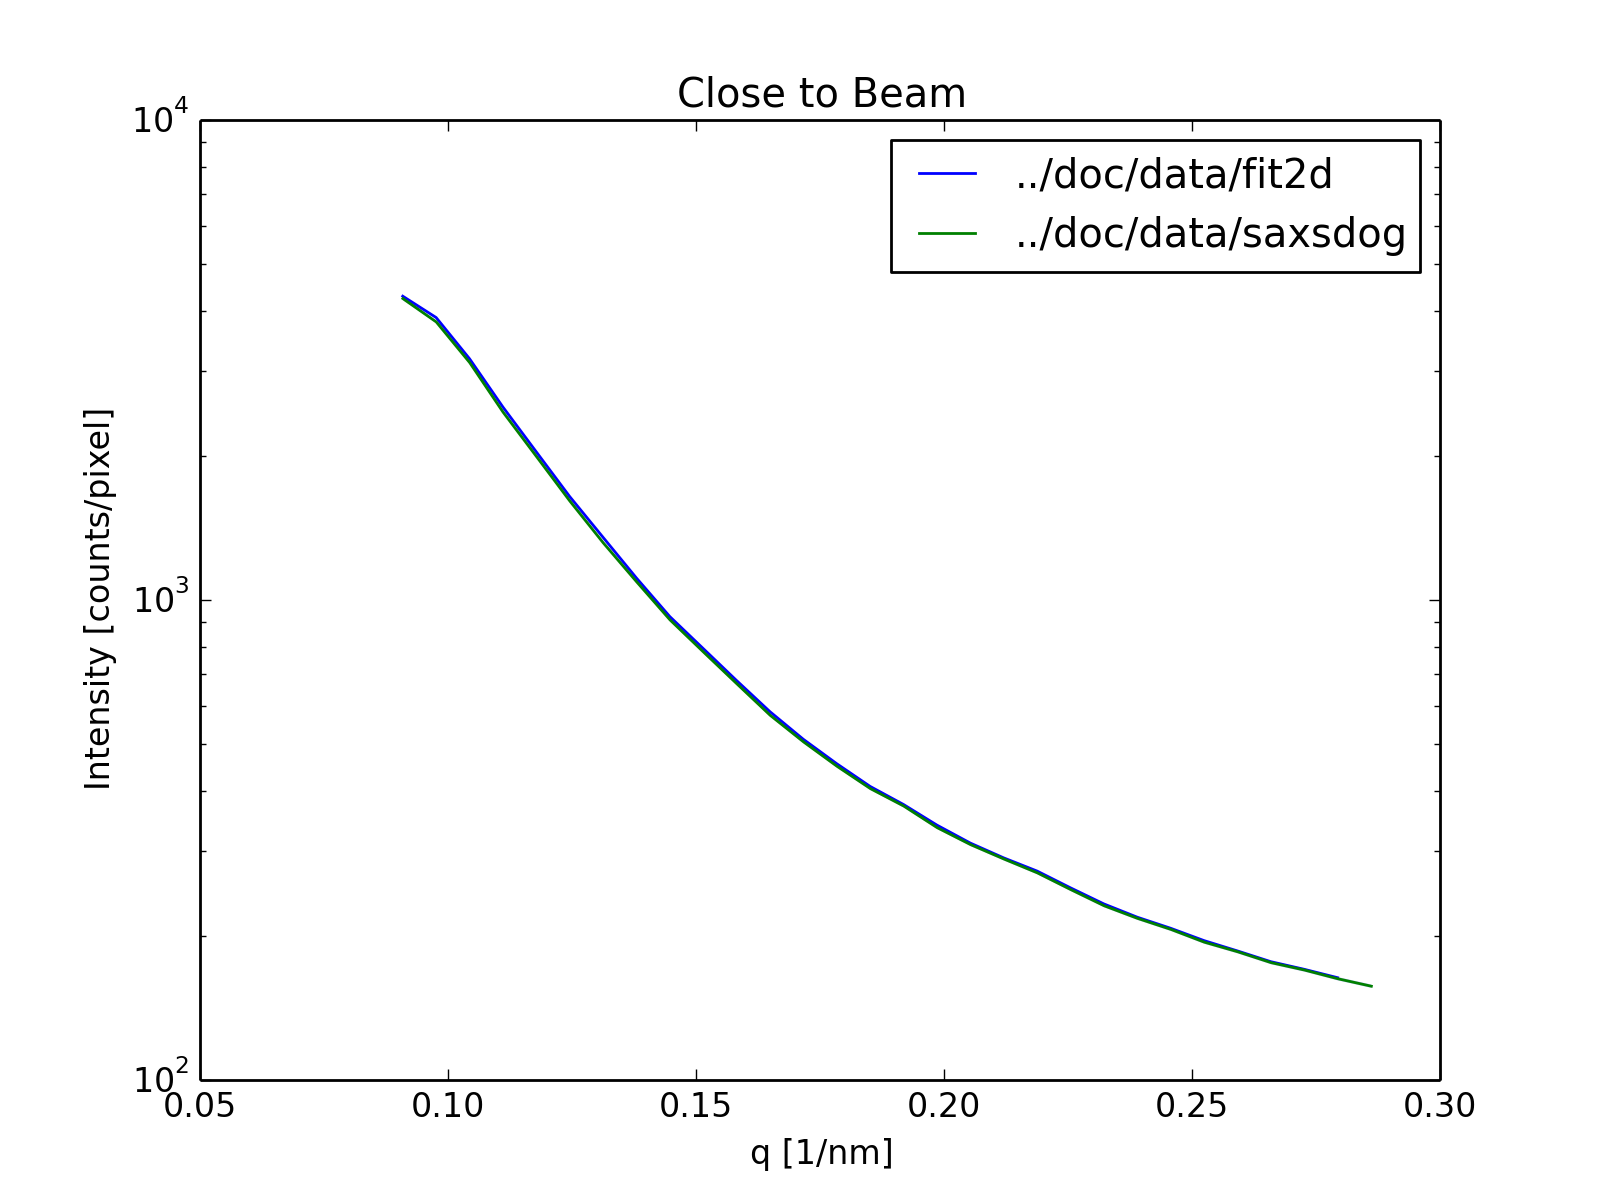 Close to Beam
10^4
../doc/data/fit2d
../doc/data/saxsdog
Intensity [counts/pixel]
10^3
10^2
0.05 0.10 0.15 0.20 0.25 0.30
q [1/nm]